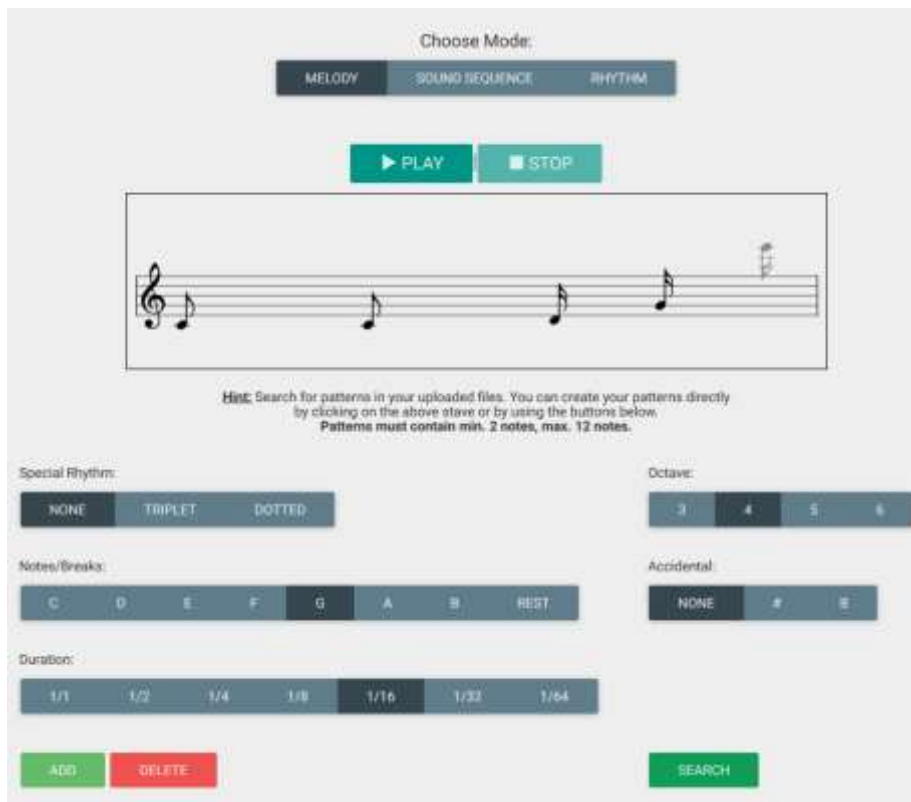 Choose Mode:
MELODY SOUND SEQUENCE RHYTHM
PLAY STOP
Hint: Search for patterns in your uploaded files. You can create your patterns directly
by clicking on the above stave or by using the buttons below.
Patterns must contain min. 2 notes, max. 12 notes.
Special Rhythm: Octave:
NONE TRIPLET DOTTED 3 4 5 6
Notes/Breaks: Accidental:
C D E F G A B REST NONE # B
Duration:
1/1 1/2 1/4 1/8 1/16 1/32 1/64
ADD DELETE SEARCH